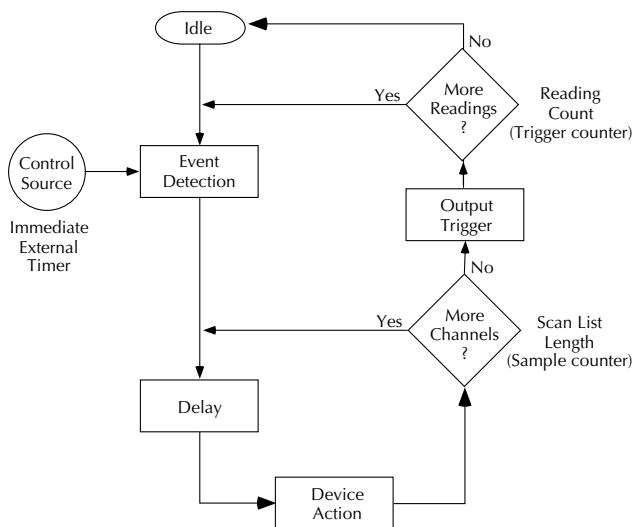 Idle
No
Yes
More
Readings
?
Reading
Count
(Trigger counter)
Control
Source
Event
Detection
Immediate
External
Timer
Output
Trigger
No
Yes
More
Channels
?
Scan List
Length
(Sample counter)
Delay
Device
Action